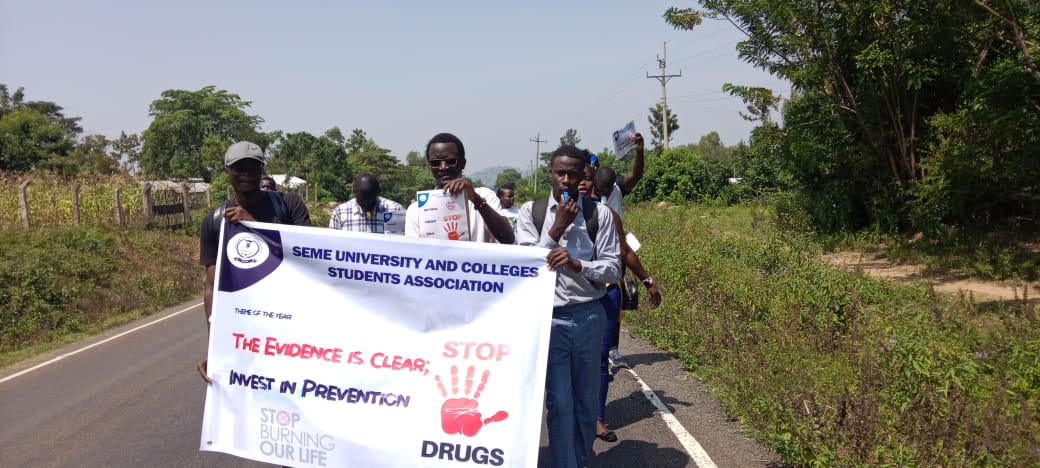 SEME UNIVERSITY AND COLLEGES
STUDENTS ASSOCIATION
THEME OF THE YEAR
THE EVIDENCE IS CLEAR;
INVEST IN PREVENTION
STOP
DRUGS
STOP
BURNING
OUR LIFE
STOP